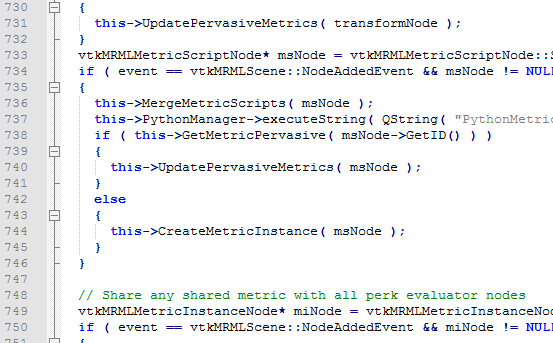 730 {
731 this->UpdatePervasiveMetrics( transformNode );
732 }
733 vtkMRMLMetricScriptNode* msNode = vtkMRMLMetricScriptNode::
734 if ( event == vtkMRMLScene::NodeAddedEvent && msNode != NUL
735 {
736 this->MergeMetricScripts( msNode );
737 this->PythonManager->executeString( QString( "PythonMetric
738 if ( this->GetMetricPervasive( msNode->GetID() ) )
739 {
740 this->UpdatePervasiveMetrics( msNode );
741 }
742 else
743 {
744 this->CreateMetricInstance( msNode );
745 }
746 }
747
748 // Share any shared metric with all perk evaluator nodes
749 vtkMRMLMetricInstanceNode* miNode = vtkMRMLMetricInstanceNo
750 if ( event == vtkMRMLScene::NodeAddedEvent && miNode != NUL
751 {